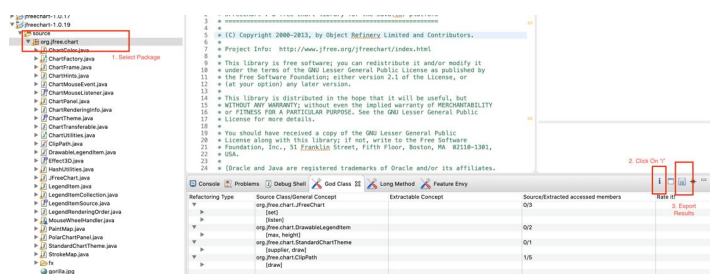 jfreechart-1.0.17
jfreechart-1.0.19
source
org.jfree.chart
ChartColor.java
ChartFactory.java
ChartFrame.java
ChartHints.java
ChartMouseEvent.java
ChartMouseListener.java
ChartPanel.java
ChartRenderingInfo.java
ChartTheme.java
ChartTransferable.java
ChartUtilities.java
ClipPath.java
DrawableLegendItem.java
Effect3D.java
HashUtilities.java
JFreeChart.java
LegendItem.java
LegendItemCollection.java
LegendItemSource.java
LegendRenderingOrder.java
MouseWheelHandler.java
PaintMap.java
PolarChartPanel.java
StandardChartTheme.java
StrokeMap.java
fx
gorilla.jpg
1. Select Package
3 * ===========================================================
4 *
5 * (C) Copyright 2000-2013, by Object Refinery Limited and Contributors.
6 *
7 * Project Info: http://www.jfree.org/jfreechart/index.html
8 *
9 * This library is free software; you can redistribute it and/or modify it
10 * under the terms of the GNU Lesser General Public License as published by
11 * the Free Software Foundation; either version 2.1 of the License, or
12 * (at your option) any later version.
13 *
14 * This library is distributed in the hope that it will be useful, but
15 * WITHOUT ANY WARRANTY; without even the implied warranty of MERCHANTABILITY
16 * or FITNESS FOR A PARTICULAR PURPOSE. See the GNU Lesser General Public
17 * License for more details.
18 *
19 * You should have received a copy of the GNU Lesser General Public
20 * License along with this library; if not, write to the Free Software
21 * Foundation, Inc., 51 Franklin Street, Fifth Floor, Boston, MA 02110-1301,
22 * USA.
23 *
24 * [Oracle and Java are registered trademarks of Oracle and/or its affiliates.
2. Click On "i"
Console Problems Debug Shell God Class Long Method Feature Envy
i
Refactoring Type Source Class/General Concept Extractable Concept Source/Extracted accessed members Rate it!
org.jfree.chart.JFreeChart 0/3
[set]
[listen]
org.jfree.chart.DrawableLegendItem 0/2
[max, height]
org.jfree.chart.StandardChartTheme 0/1
[supplier, draw]
org.jfree.chart.ClipPath 1/5
[draw]
3. Export
Results